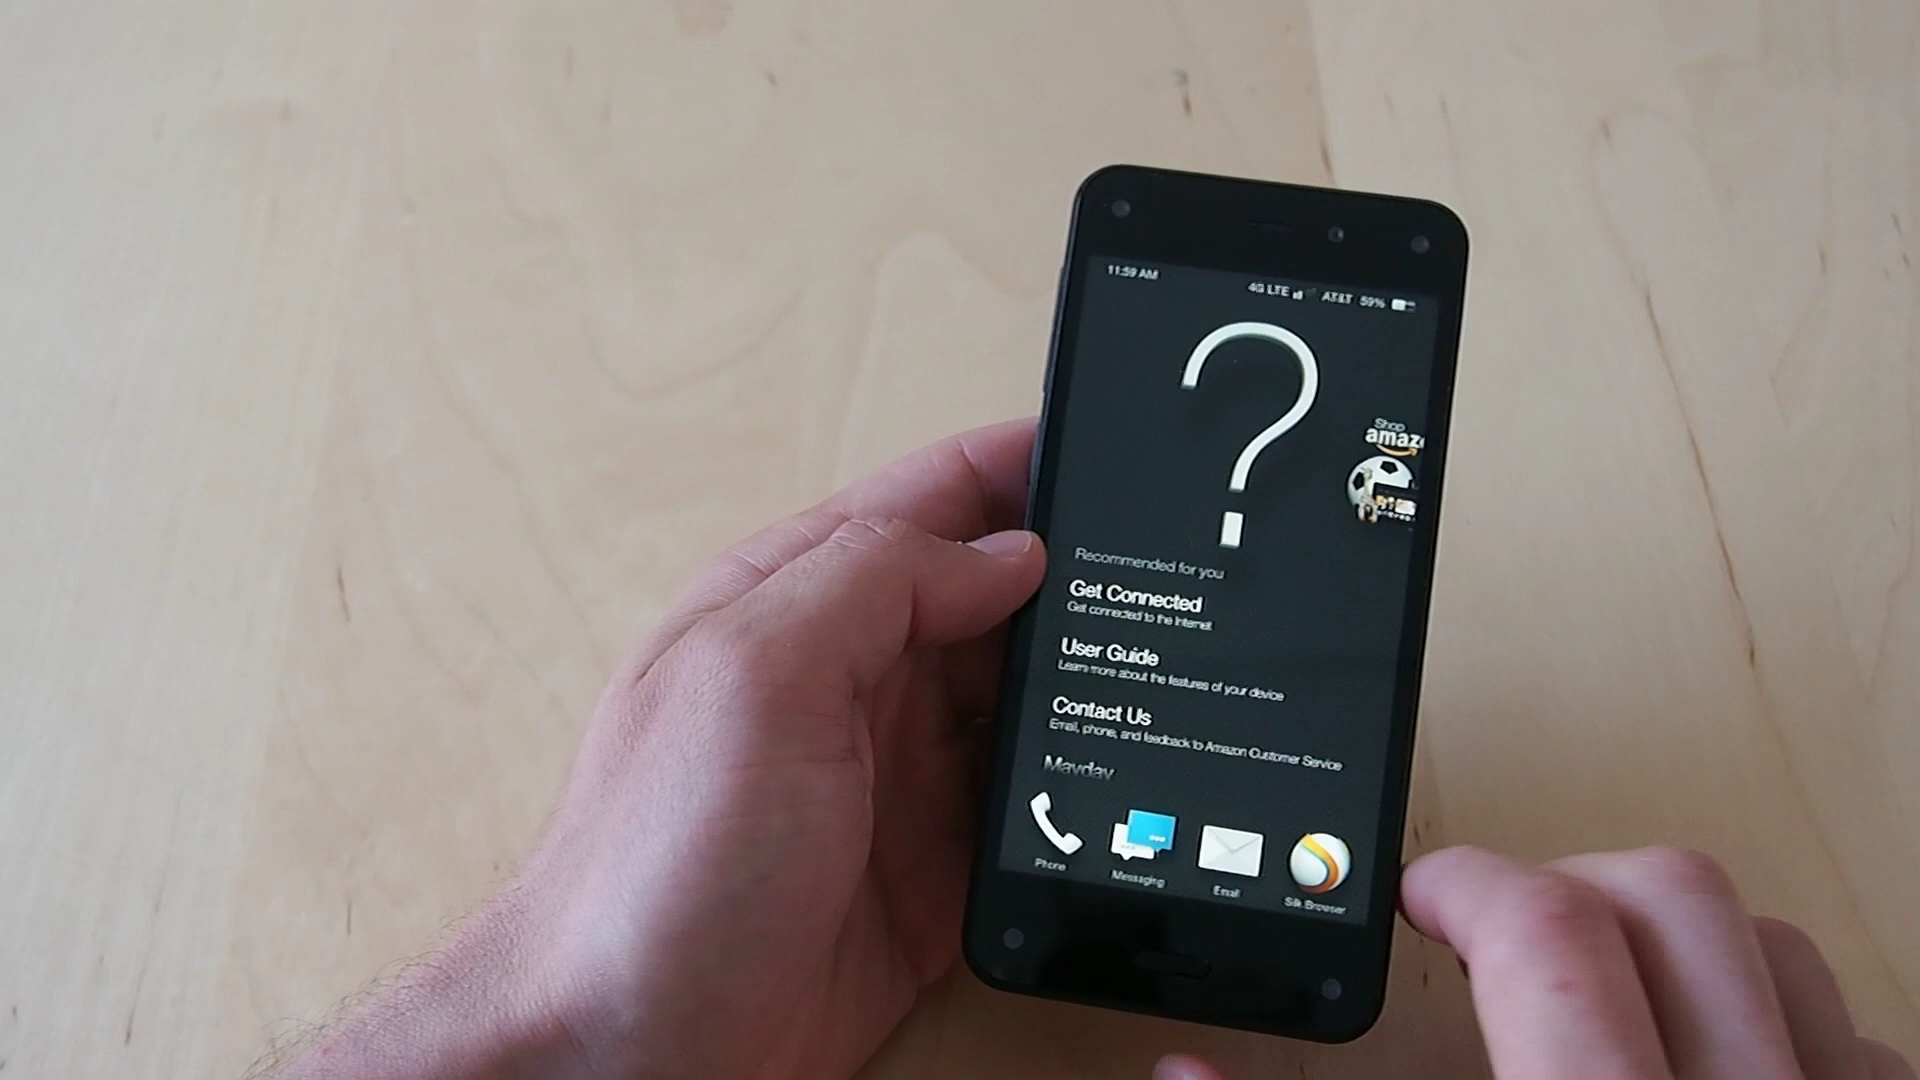 11:59 AM
4G LTE AT&T 59%
?
Shop
amaz
Recommended for you
Get Connected
Get connected to the Internet
User Guide
Learn more about the features of your device
Contact Us
Email, phone, and feedback to Amazon Customer Service
Mayday
Phone
Messaging
Email
Silk Browser